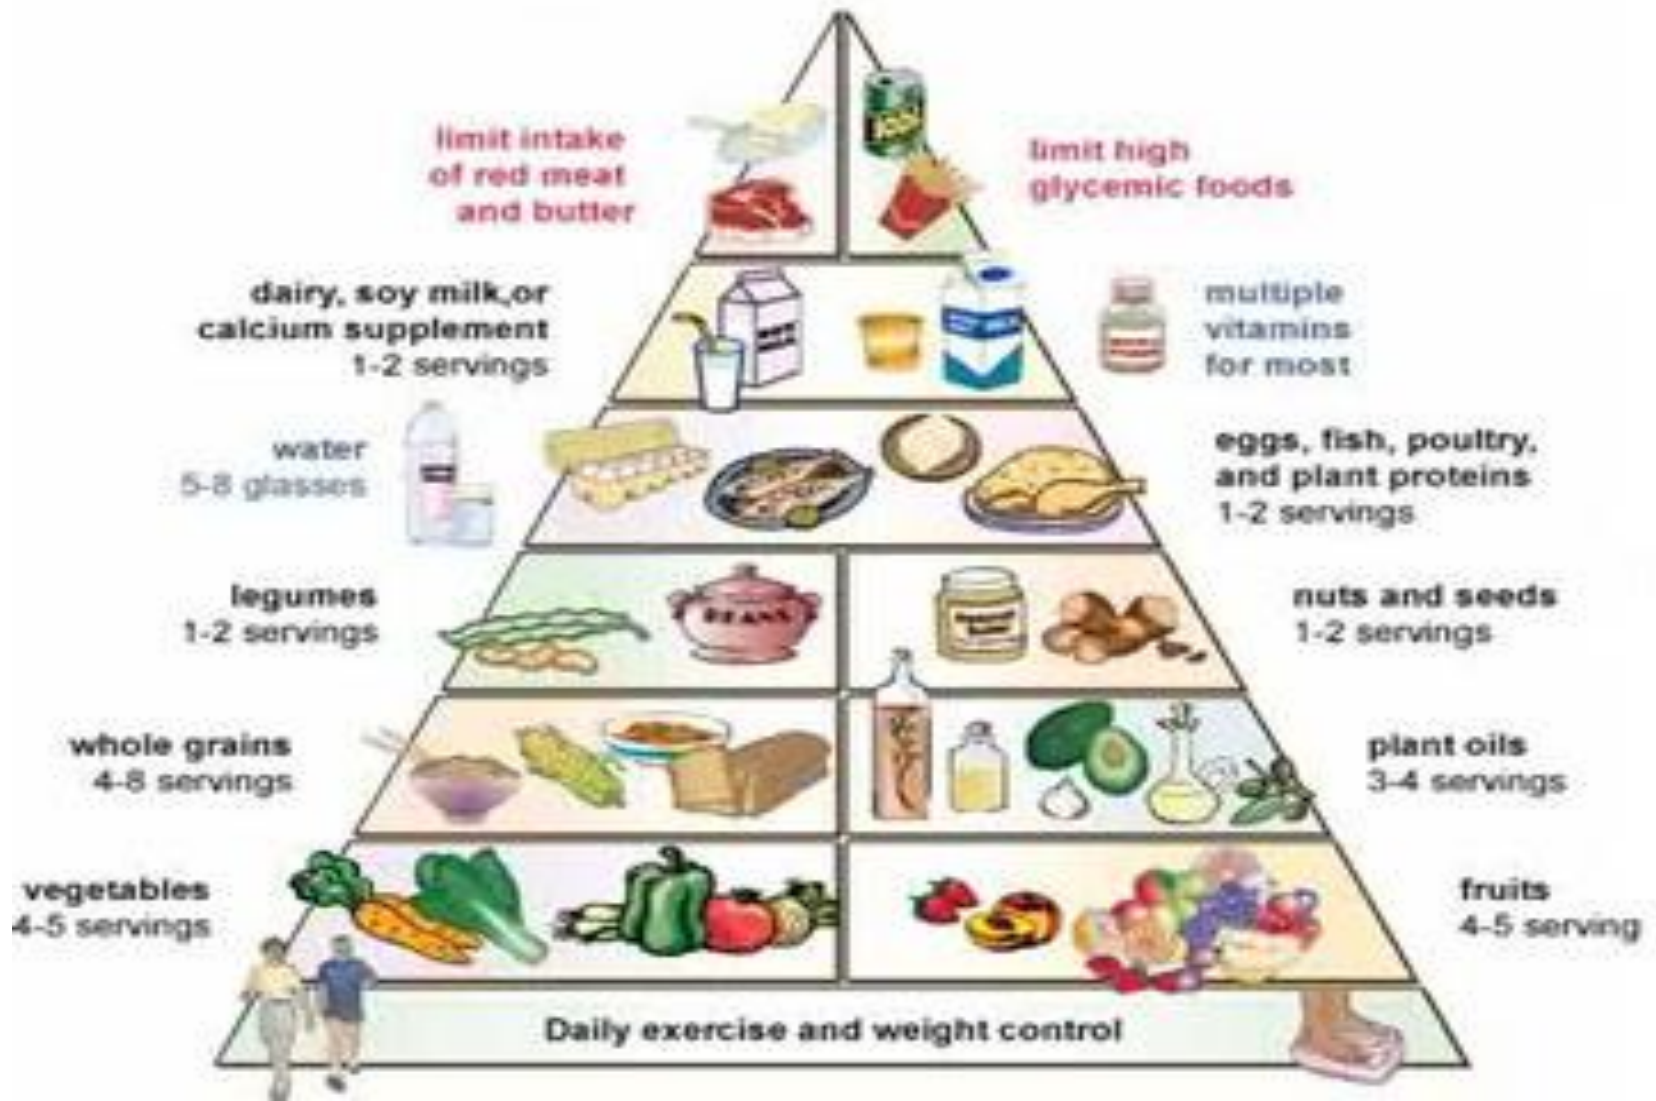 limit intake
of red meat
and butter
limit high
glycemic foods
dairy, soy milk,or
calcium supplement
1-2 servings
multiple
vitamins
for most
water
5-8 glasses
eggs, fish, poultry,
and plant proteins
1-2 servings
legumes
1-2 servings
BEANS
nuts and seeds
1-2 servings
whole grains
4-8 servings
plant oils
3-4 servings
vegetables
4-5 servings
fruits
4-5 serving
Daily exercise and weight control